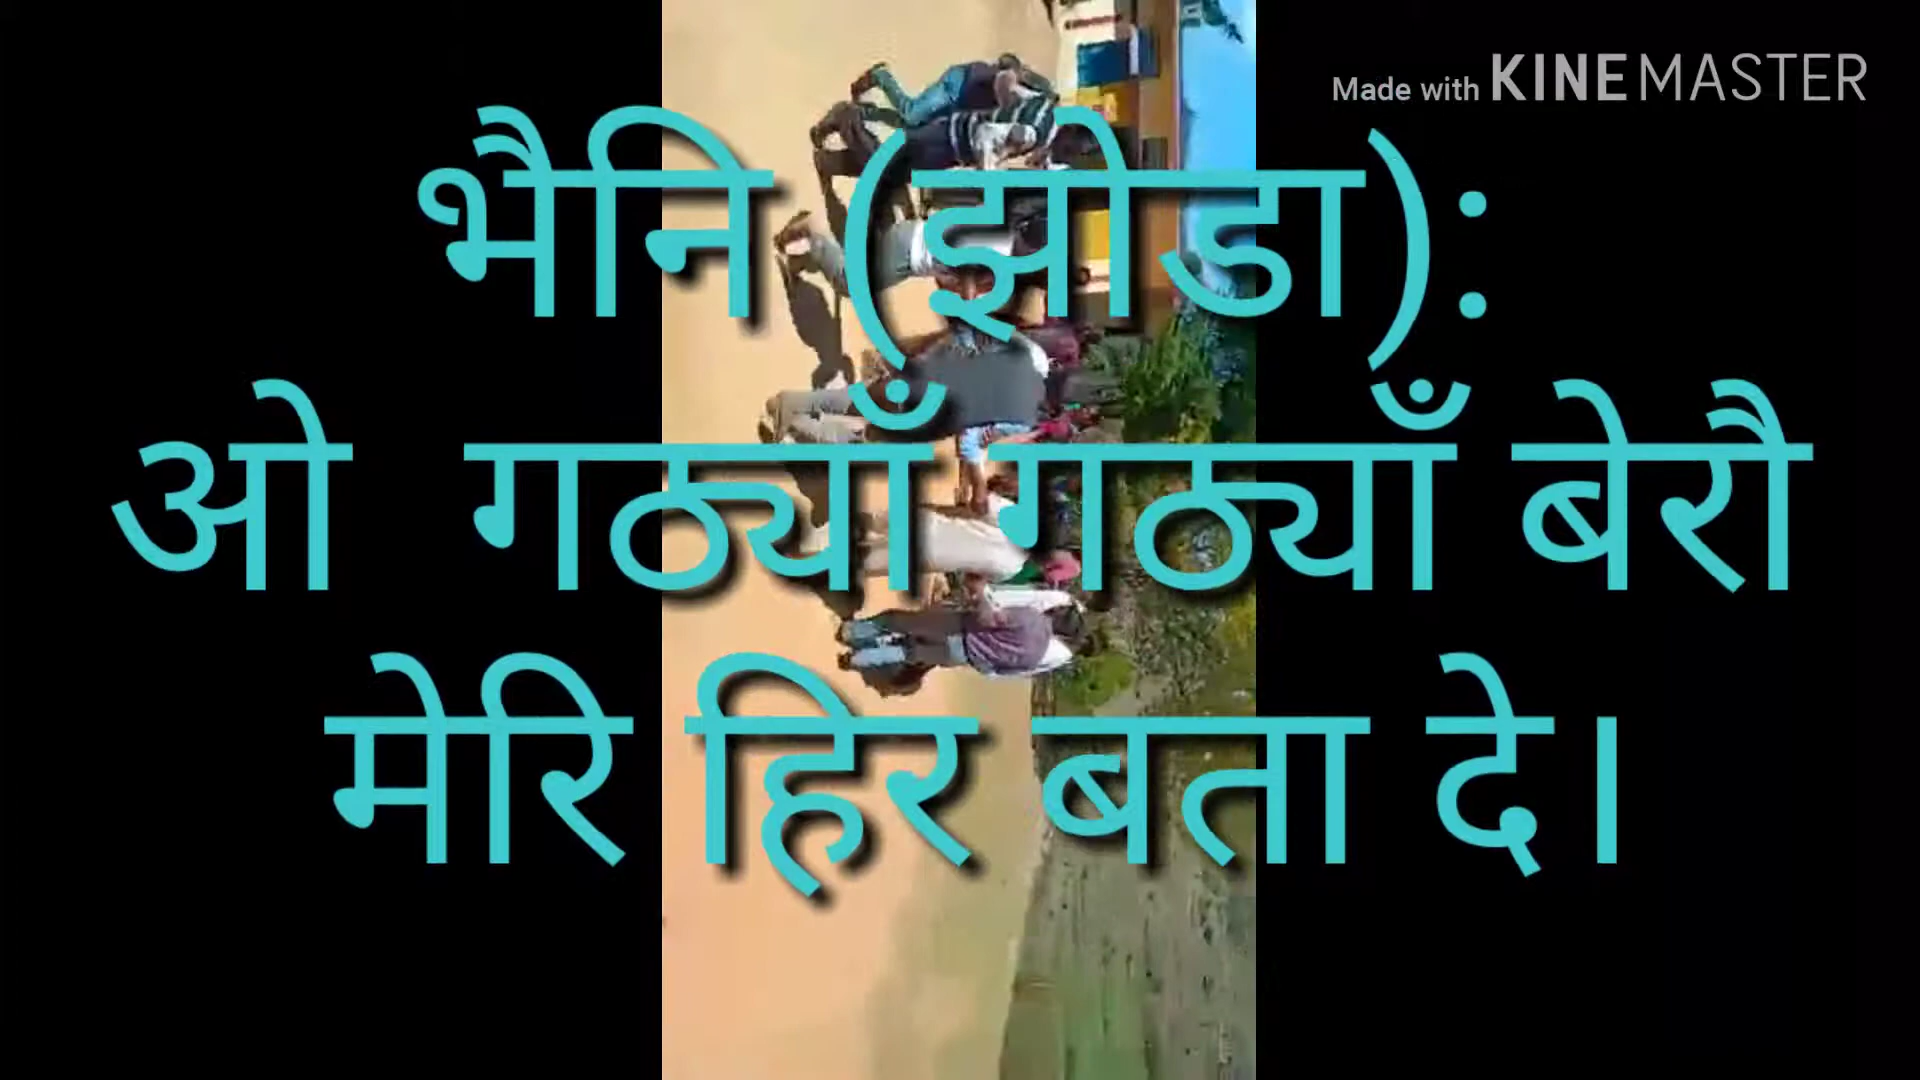 Made with KINEMASTER
भैनि (झोडा):
ओ गठ्याँ गठ्याँ बेरौ
मेरि हिर बता दे।